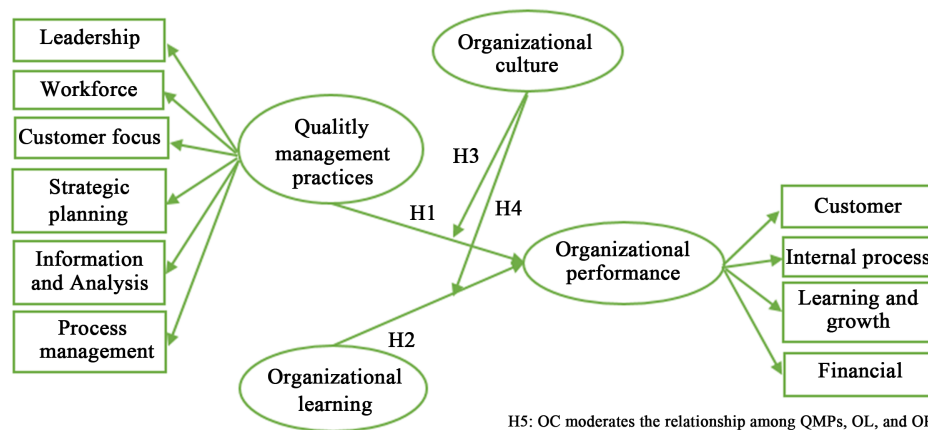 Leadership
Workforce
Customer focus
Strategic
planning
Information
and Analysis
Process
management
Qualitly
management
practices
Organizational
culture
H3
H4
H1
H2
Organizational
learning
Organizational
performance
Customer
Internal process
Learning and
growth
Financial
H5: OC moderates the relationship among QMPs, OL, and